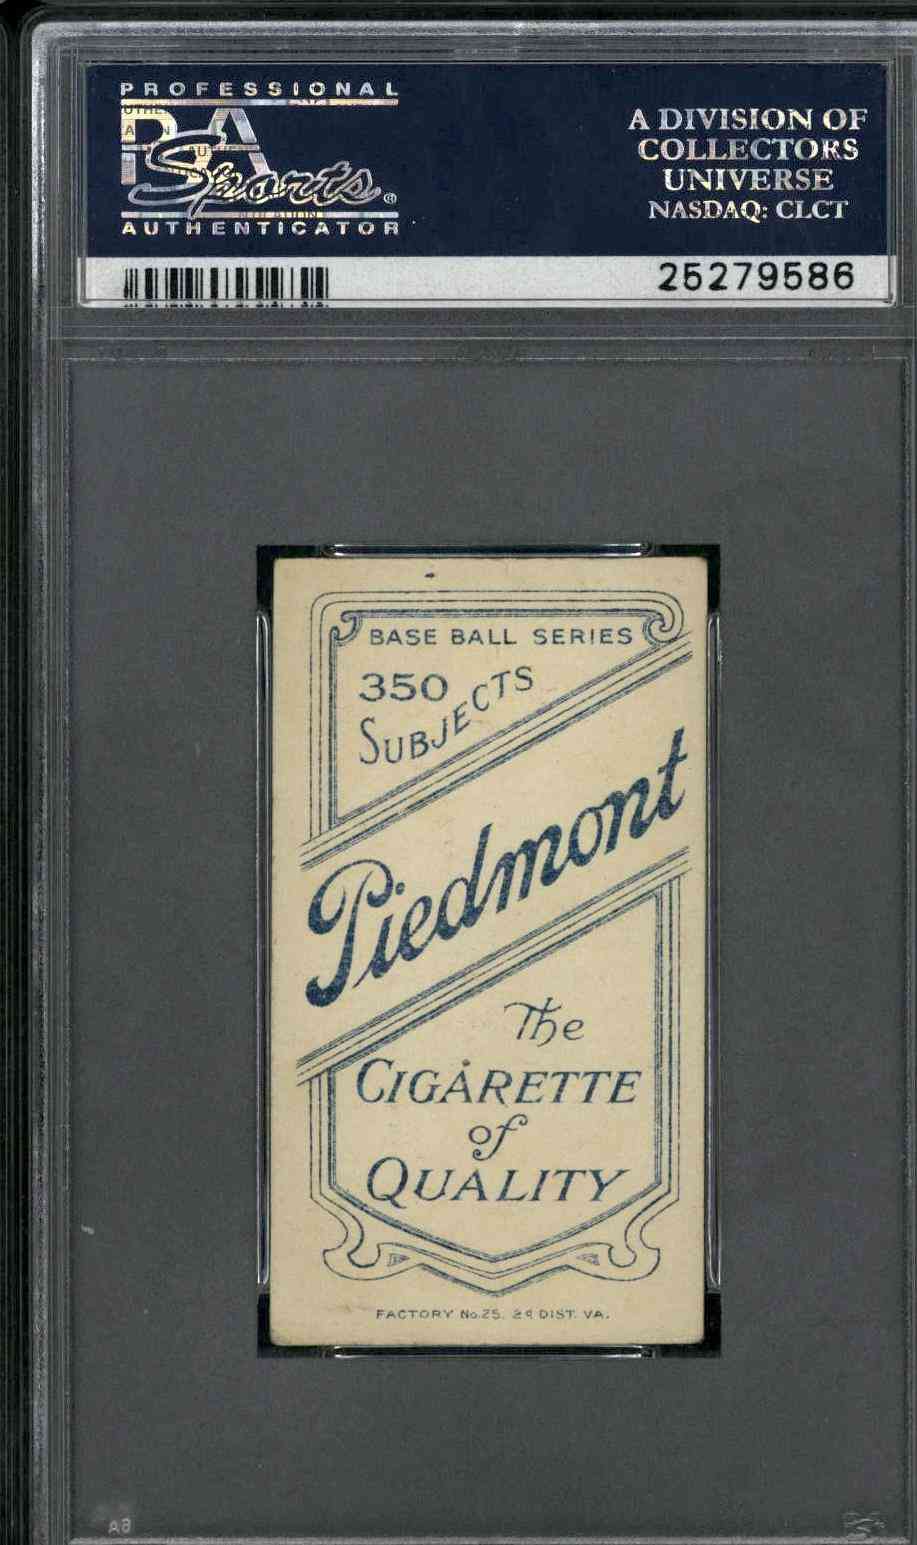 PROFESSIONAL
PSA
Sports®
AUTHENTICATOR
A DIVISION OF
COLLECTORS
UNIVERSE
NASDAQ: CLCT
25279586
BASE BALL SERIES
350
SUBJECTS
Piedmont
The
CIGARETTE
of
QUALITY
FACTORY No. 25. 2d DIST. VA.